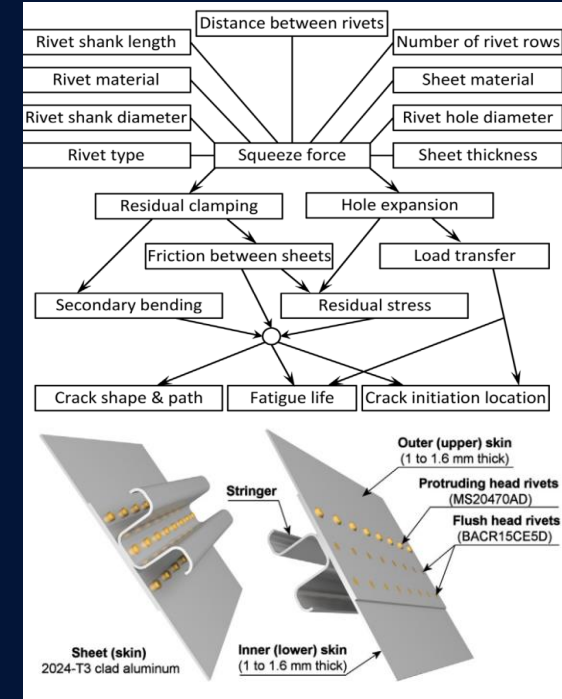 Distance between rivets
Rivet shank length
Number of rivet rows
Rivet material
Sheet material
Rivet shank diameter
Rivet hole diameter
Rivet type
Squeeze force
Sheet thickness
Residual clamping
Hole expansion
Friction between sheets
Load transfer
Secondary bending
Residual stress
Crack shape & path
Fatigue life
Crack initiation location
Outer (upper) skin
(1 to 1.6 mm thick)
Protruding head rivets
(MS20470AD)
Stringer
Flush head rivets
(BACR15CE5D)
Sheet (skin)
2024-T3 clad aluminum
Inner (lower) skin
(1 to 1.6 mm thick)